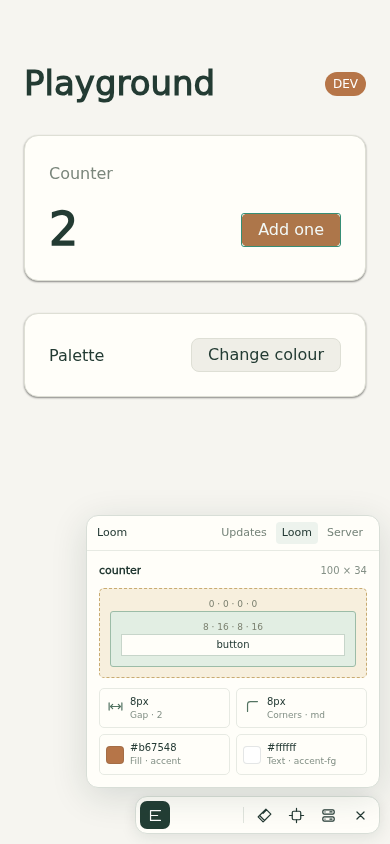 Playground
DEV
Counter
2
Add one
Palette
Change colour
Loom
Updates
Loom
Server
counter
100 × 34
0 · 0 · 0 · 0
8 · 16 · 8 · 16
button
8px
Gap · 2
8px
Corners · md
#b67548
Fill · accent
#ffffff
Text · accent-fg